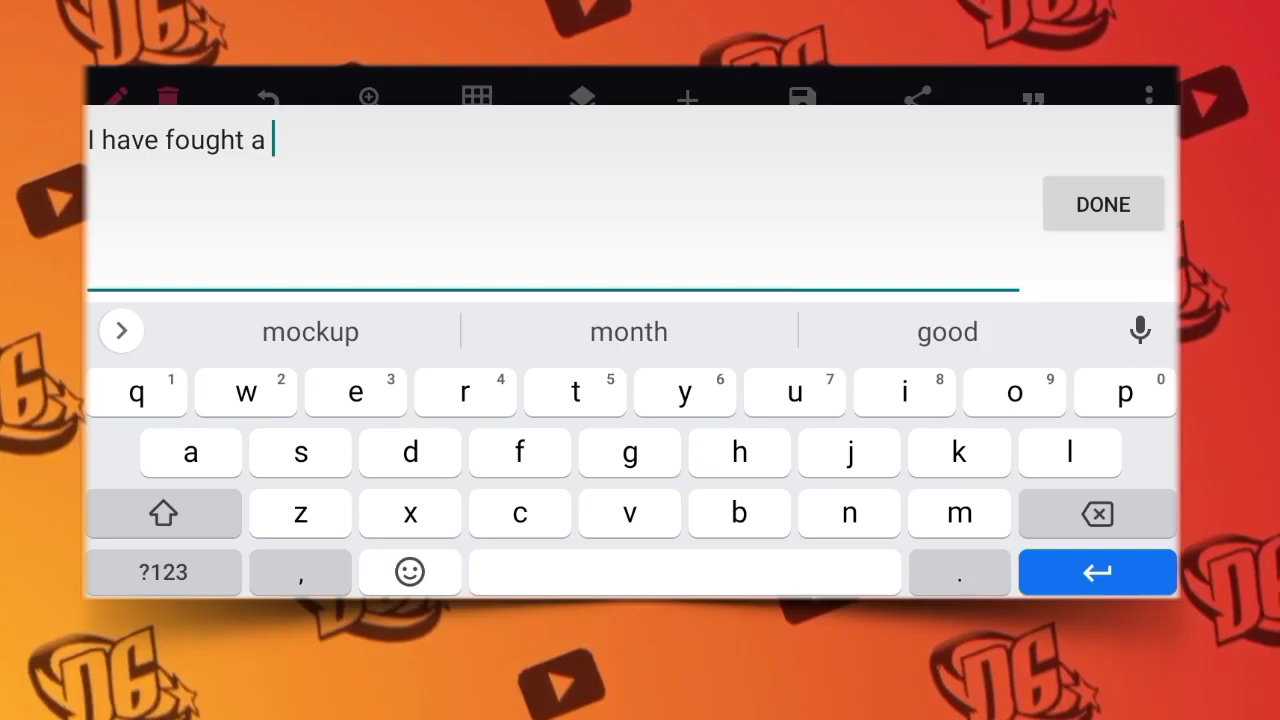 I have fought a
DONE
mockup month good
q 1 w 2 e 3 r 4 t 5 y 6 u 7 i 8 o 9 p 0
a s d f g h j k l
z x c v b n m
?123 , .